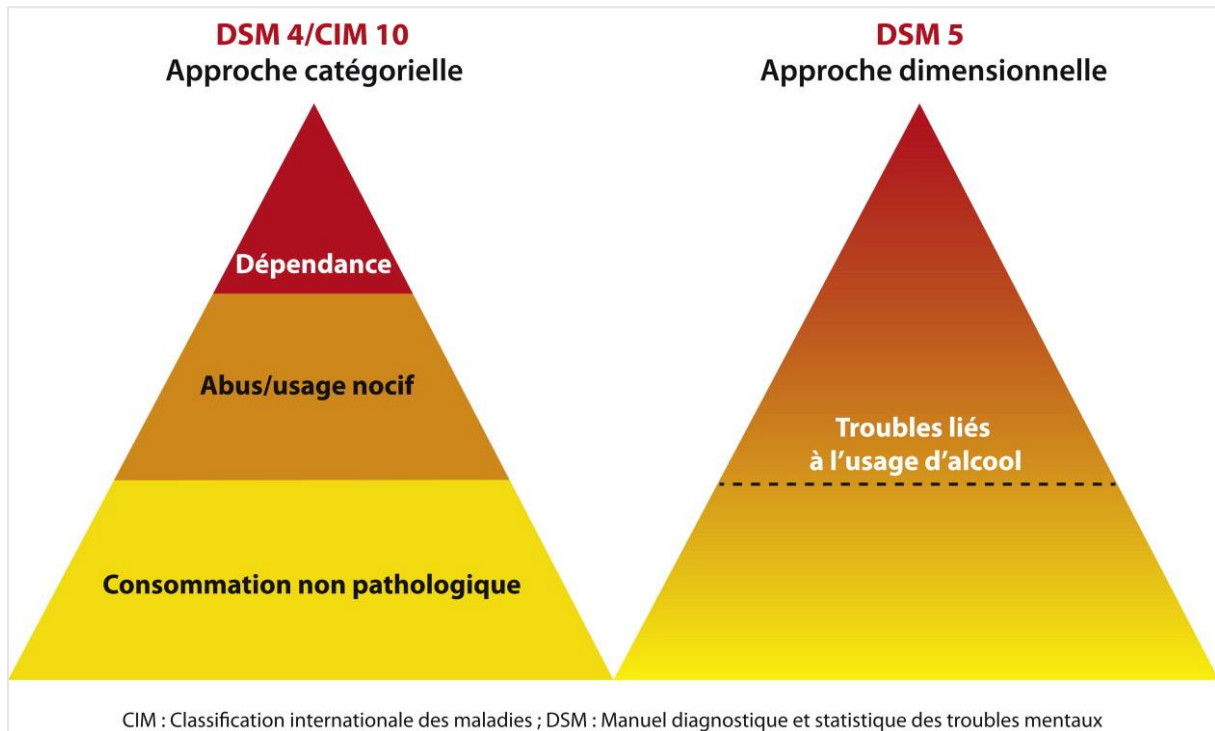 DSM 4/CIM 10
Approche catégorielle
DSM 5
Approche dimensionnelle
Dépendance
Abus/usage nocif
Consommation non pathologique
Troubles liés
à l’usage d’alcool
CIM : Classification internationale des maladies ; DSM : Manuel diagnostique et statistique des troubles mentaux